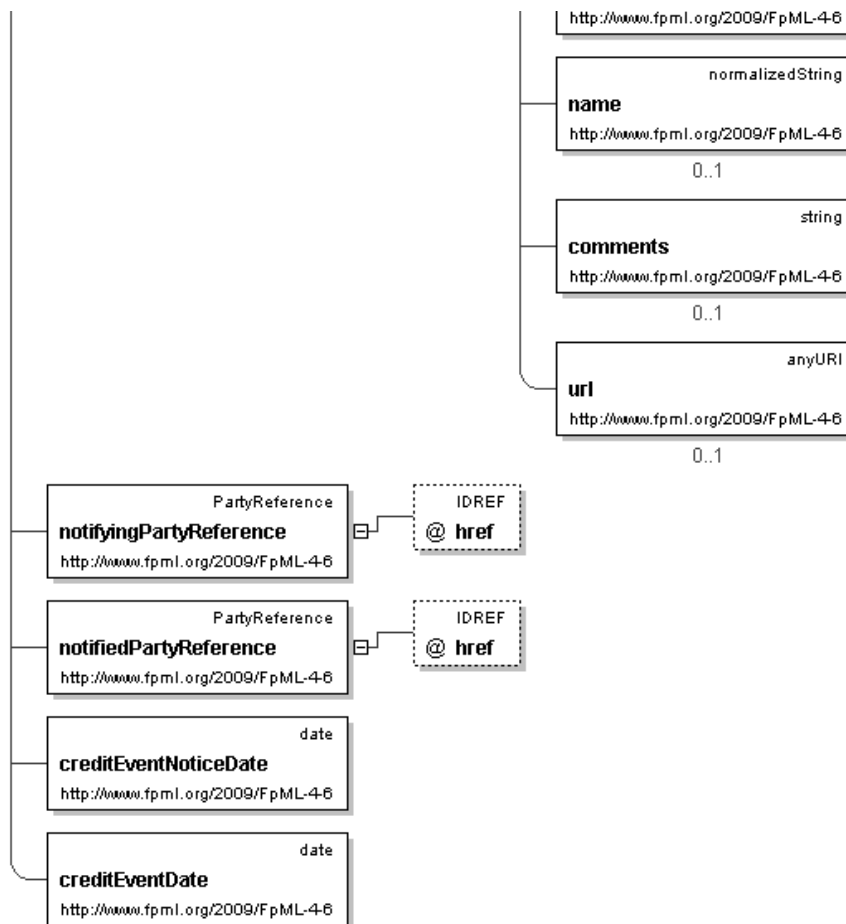 http://www.fpml.org/2009/FpML-4-6
normalizedString
name
http://www.fpml.org/2009/FpML-4-6
0..1
string
comments
http://www.fpml.org/2009/FpML-4-6
0..1
anyURI
url
http://www.fpml.org/2009/FpML-4-6
0..1
PartyReference
notifyingPartyReference
http://www.fpml.org/2009/FpML-4-6
IDREF
@ href
PartyReference
notifiedPartyReference
http://www.fpml.org/2009/FpML-4-6
IDREF
@ href
date
creditEventNoticeDate
http://www.fpml.org/2009/FpML-4-6
date
creditEventDate
http://www.fpml.org/2009/FpML-4-6